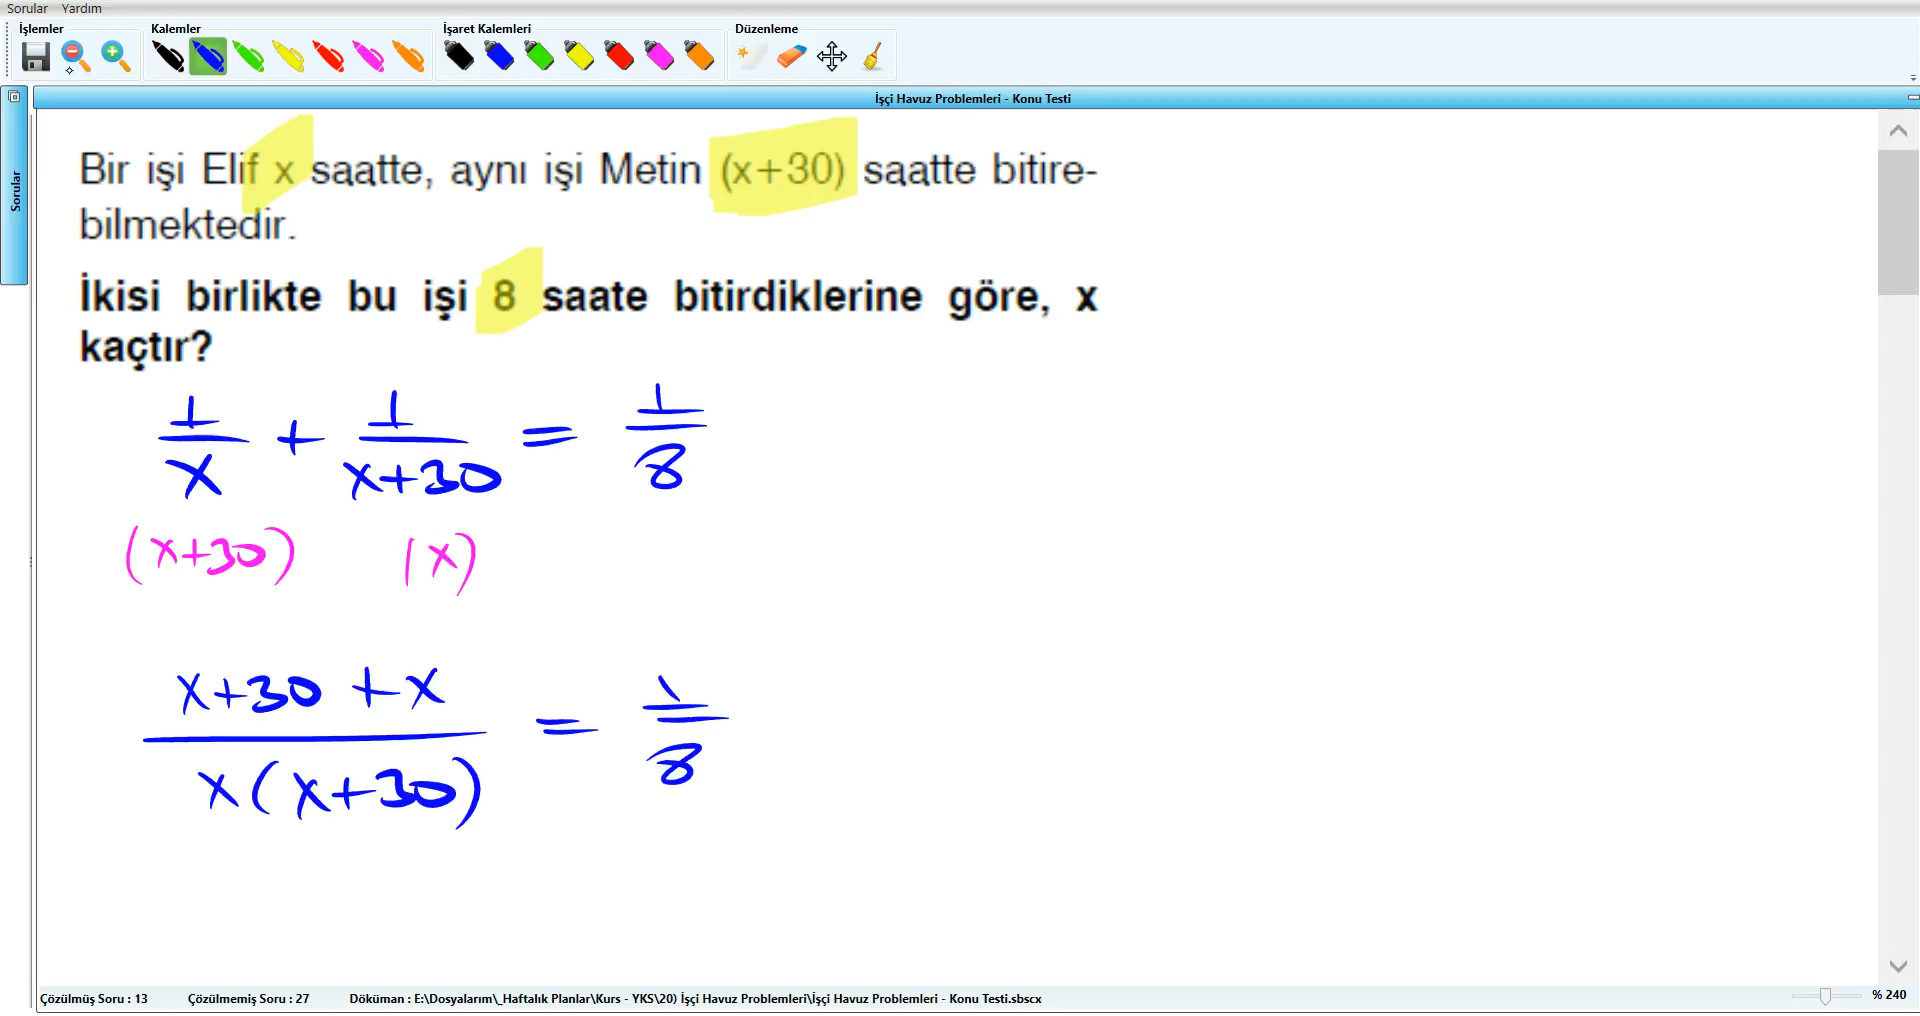 Sorular Yardım
İşlemler Kalemler İşaret Kalemleri Düzenleme
İşçi Havuz Problemleri - Konu Testi
Sorular
Bir işi Elif x saatte, aynı işi Metin (x+30) saatte bitire-
bilmektedir.
İkisi birlikte bu işi 8 saate bitirdiklerine göre, x
kaçtır?
1/x + 1/x+30 = 1/8
(x+30) (x)
x+30 +x / x(x+30) = 1/8
Çözülmüş Soru : 13 Çözülmemiş Soru : 27 Döküman : E:\Dosyalarım\_Haftalık Planlar\Kurs - YKS\20) İşçi Havuz Problemleri\İşçi Havuz Problemleri - Konu Testi.sbscx % 240